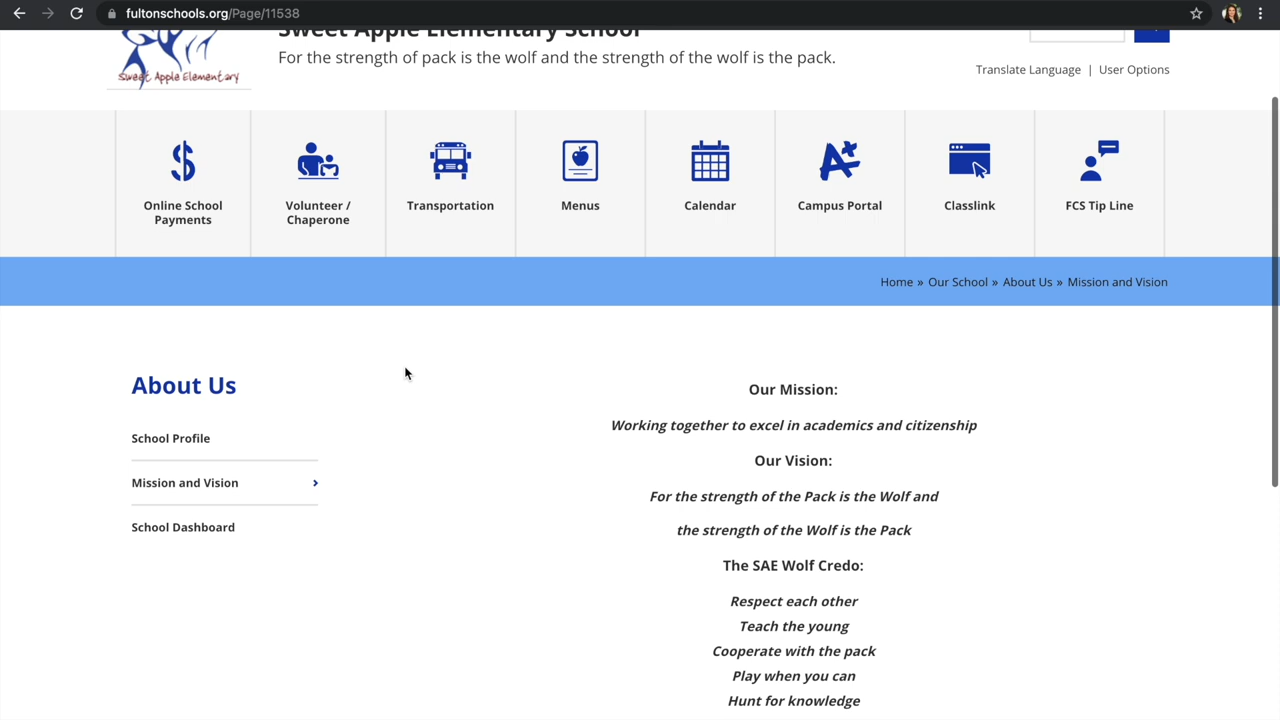 fultonschools.org/Page/11538
Sweet Apple Elementary School
For the strength of pack is the wolf and the strength of the wolf is the pack.
Sweet Apple Elementary
Translate Language | User Options
Online School
Payments
Volunteer /
Chaperone
Transportation
Menus
Calendar
Campus Portal
Classlink
FCS Tip Line
Home » Our School » About Us » Mission and Vision
About Us
School Profile
Mission and Vision
School Dashboard
Our Mission:
Working together to excel in academics and citizenship
Our Vision:
For the strength of the Pack is the Wolf and
the strength of the Wolf is the Pack
The SAE Wolf Credo:
Respect each other
Teach the young
Cooperate with the pack
Play when you can
Hunt for knowledge